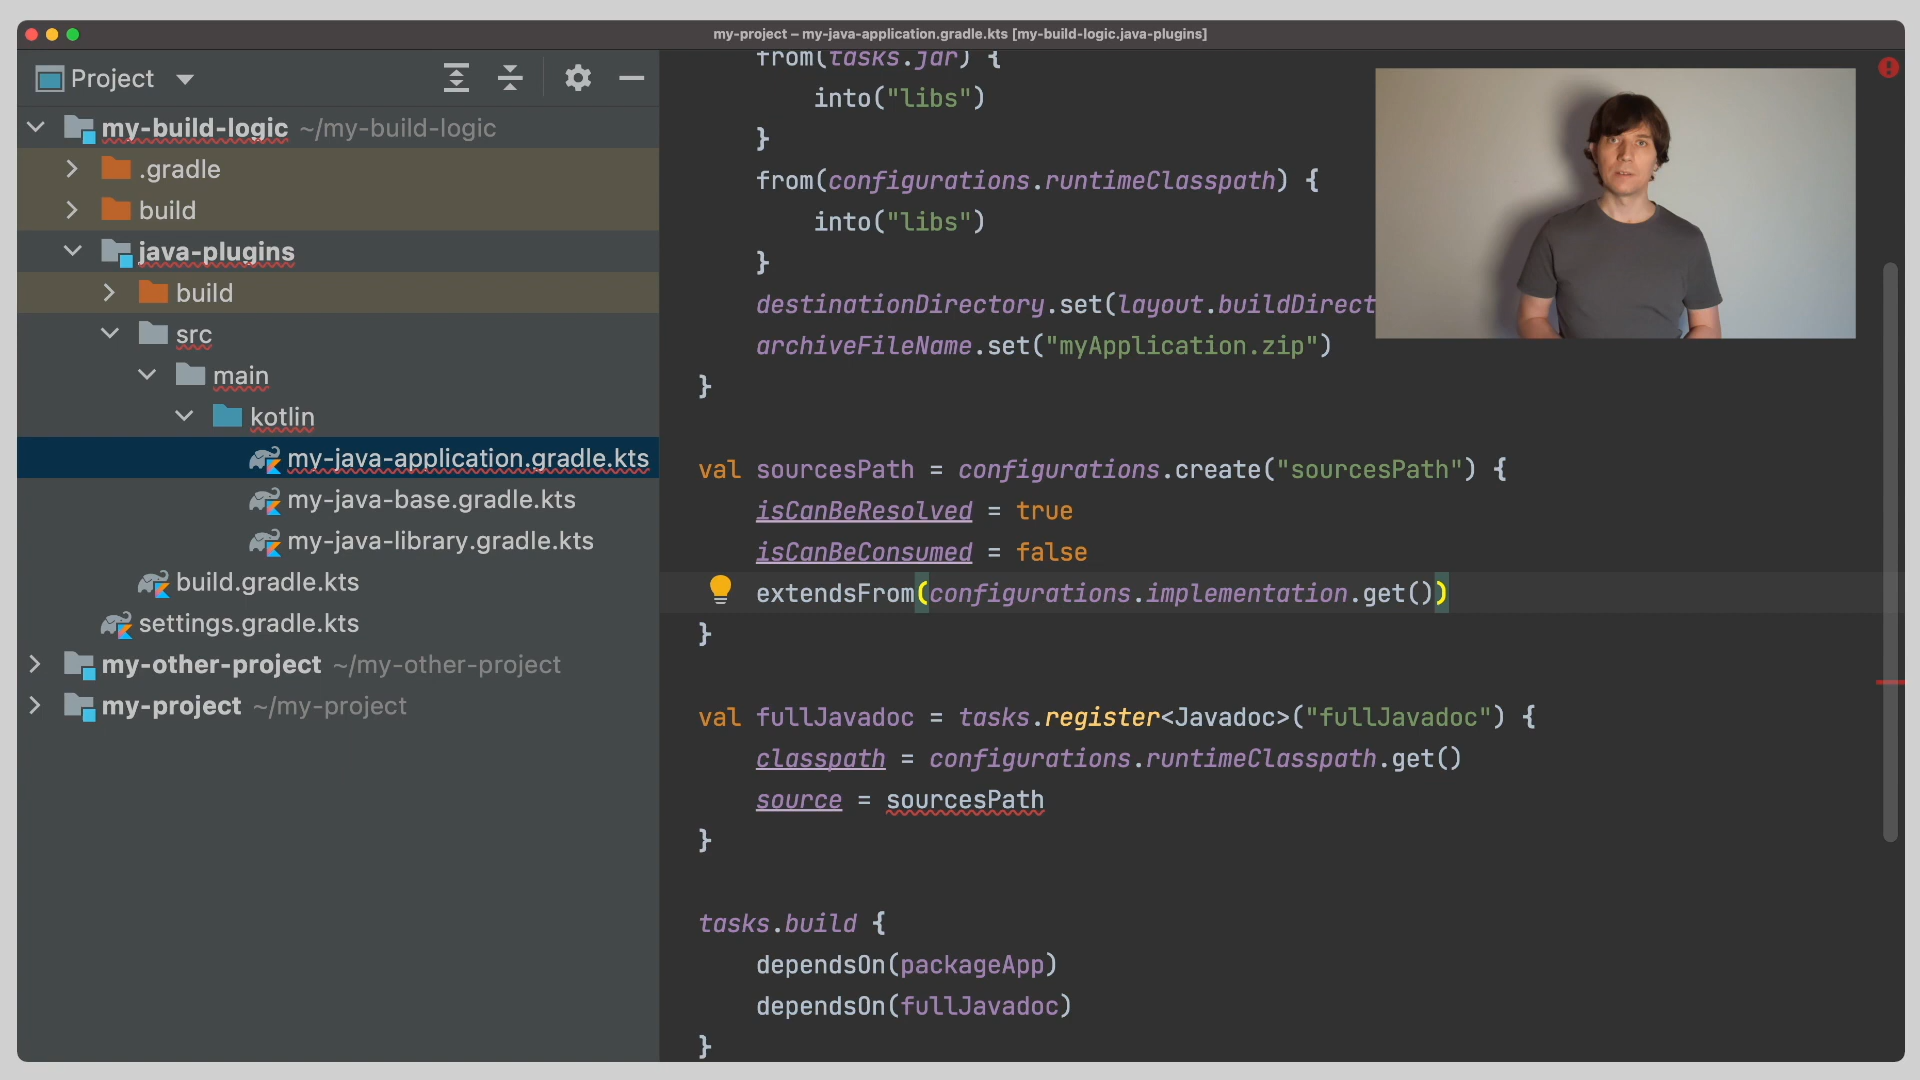 my-project – my-java-application.gradle.kts [my-build-logic.java-plugins]
Project
my-build-logic ~/my-build-logic
.gradle
build
java-plugins
build
src
main
kotlin
my-java-application.gradle.kts
my-java-base.gradle.kts
my-java-library.gradle.kts
build.gradle.kts
settings.gradle.kts
my-other-project ~/my-other-project
my-project ~/my-project
from(tasks.jar) {
into("libs")
}
from(configurations.runtimeClasspath) {
into("libs")
}
destinationDirectory.set(layout.buildDirect
archiveFileName.set("myApplication.zip")
}
val sourcesPath = configurations.create("sourcesPath") {
isCanBeResolved = true
isCanBeConsumed = false
extendsFrom(configurations.implementation.get())
}
val fullJavadoc = tasks.register<Javadoc>("fullJavadoc") {
classpath = configurations.runtimeClasspath.get()
source = sourcesPath
}
tasks.build {
dependsOn(packageApp)
dependsOn(fullJavadoc)
}